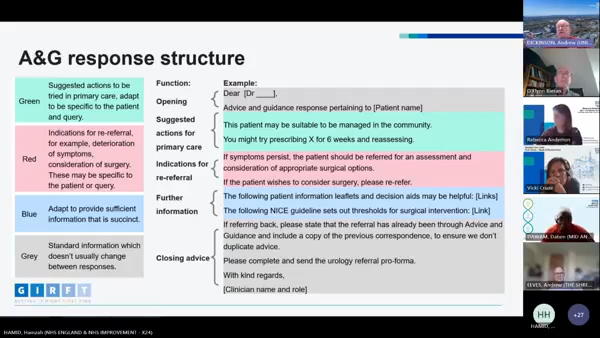 A&G response structure
Green
Suggested actions to be
tried in primary care, adapt
to be specific to the patient
and query.
Red
Indications for re-referral,
for example, deterioration
of symptoms,
consideration of surgery.
These may be specific to
the patient or query.
Blue
Adapt to provide sufficient
information that is succinct.
Grey
Standard information which
doesn't usually change
between responses.
Function:
Example:
Opening
Dear [Dr ____],
Advice and guidance response pertaining to [Patient name]
Suggested
actions for
primary care
This patient may be suitable to be managed in the community.
You might try prescribing X for 6 weeks and reassessing.
Indications for
re-referral
If symptoms persist, the patient should be referred for an assessment and
consideration of appropriate surgical options.
If the patient wishes to consider surgery, please re-refer.
Further
information
The following patient information leaflets and decision aids may be helpful: [Links]
The following NICE guideline sets out thresholds for surgical intervention: [Link]
Closing advice
If referring back, please state that the referral has already been through Advice and
Guidance and include a copy of the previous correspondence, to ensure we don't
duplicate advice.
Please complete and send the urology referral pro-forma.
With kind regards,
[Clinician name and role]
GIRFT
HAMID, Hamzah (NHS ENGLAND & NHS IMPROVEMENT - X24)
DICKINSON, Andrew (UNI...
Rebecca Anderson
Vicki Cruze
ELVES, Andrew (THE SHRE...
HH
HAMID, ...
+27